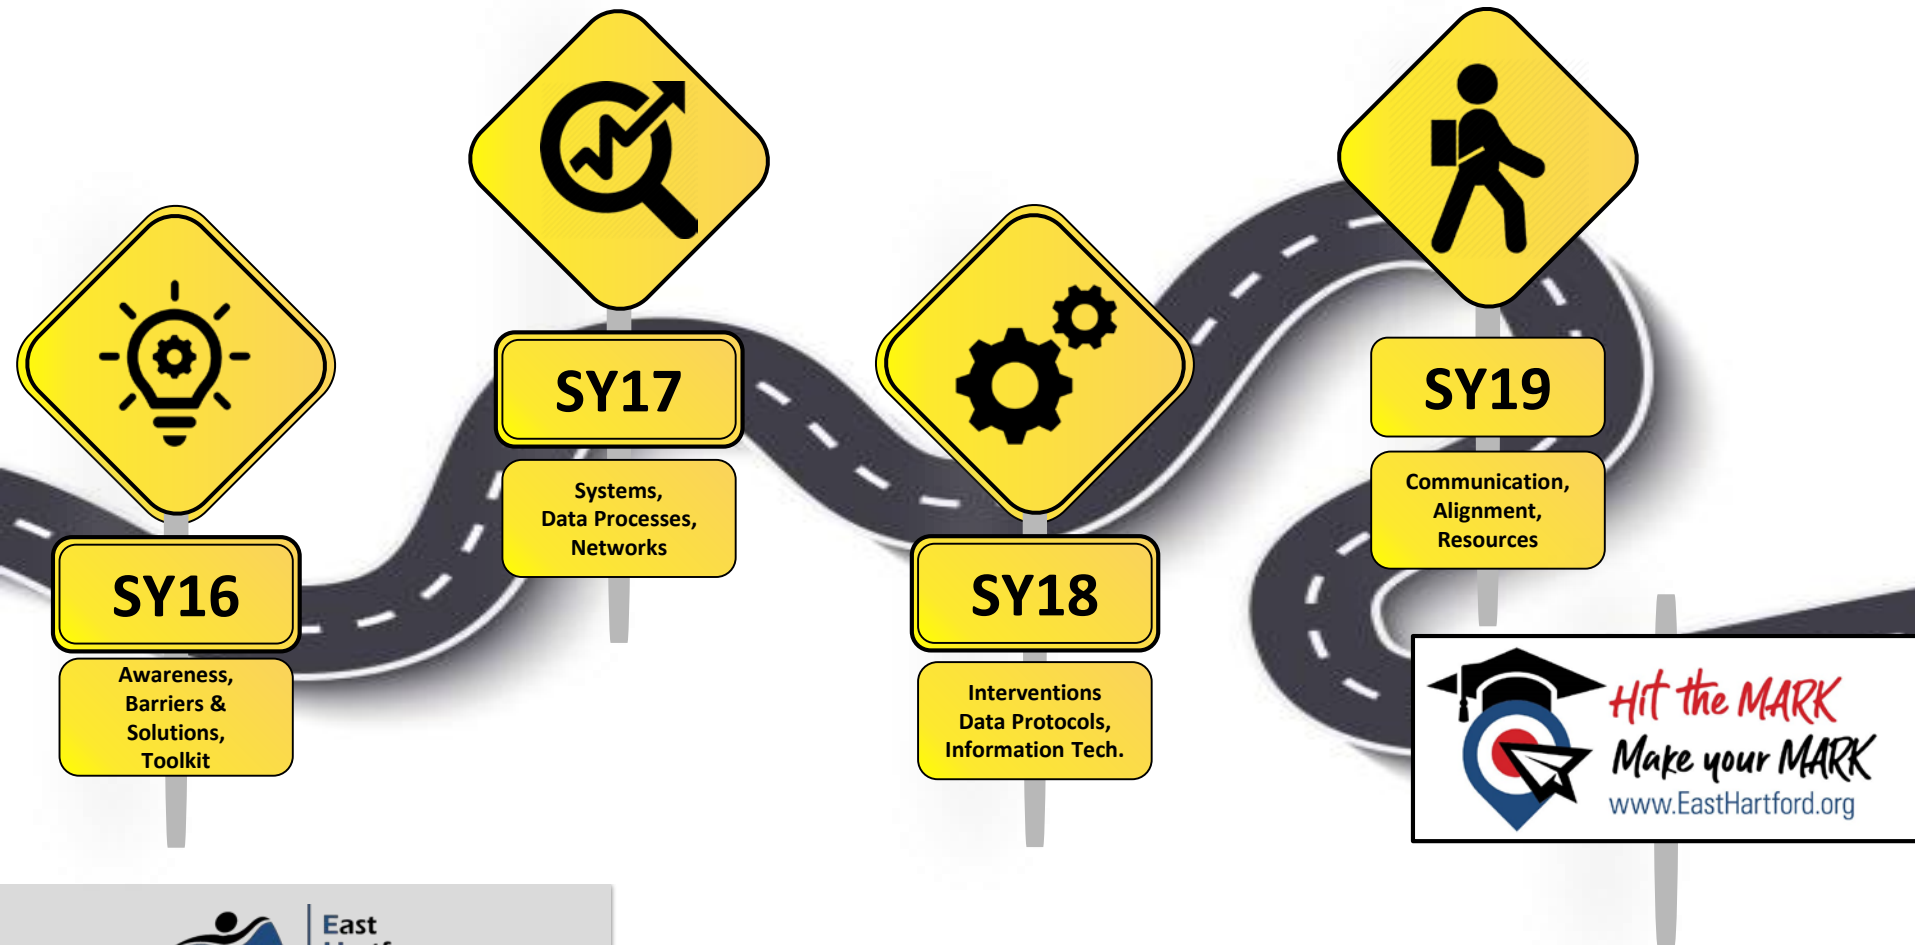 SY16
Awareness,
Barriers &
Solutions,
Toolkit
SY17
Systems,
Data Processes,
Networks
SY18
Interventions
Data Protocols,
Information Tech.
SY19
Communication,
Alignment,
Resources
Hit the MARK
Make your MARK
www.EastHartford.org
East